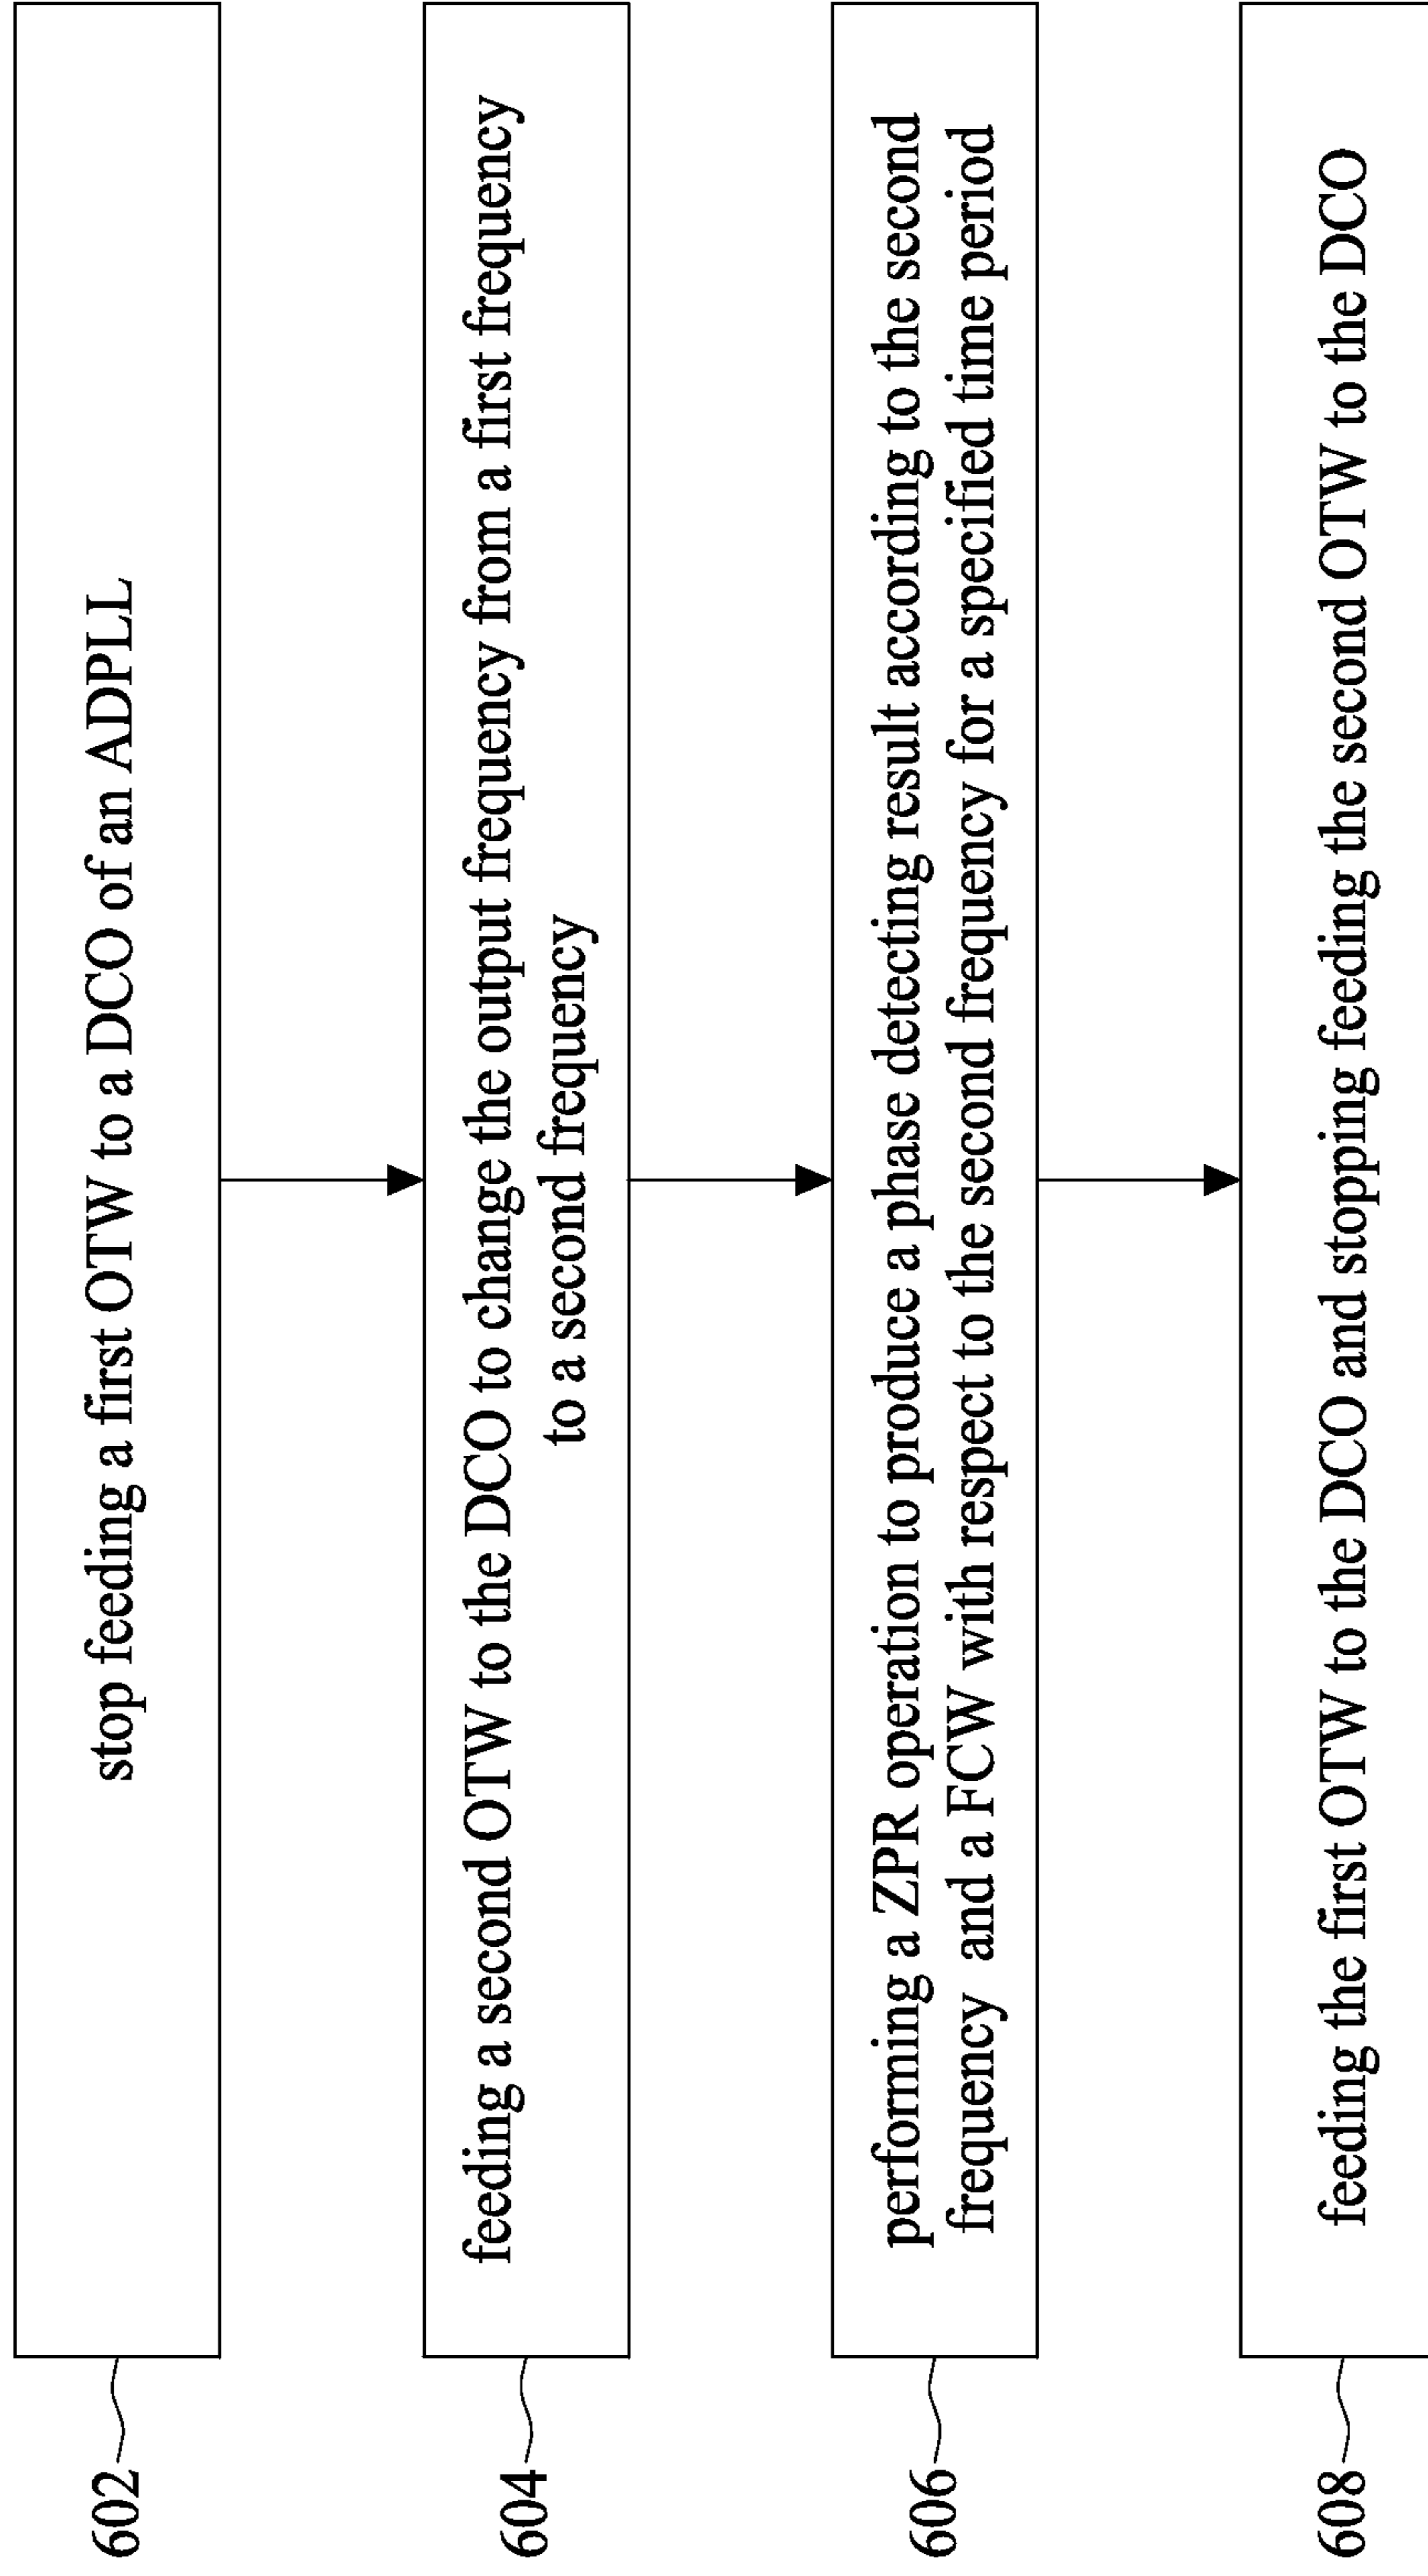 602
stop feeding a first OTW to a DCO of an ADPLL
604
feeding a second OTW to the DCO to change the output frequency from a first frequency
to a second frequency
606
performing a ZPR operation to produce a phase detecting result according to the second
frequency and a FCW with respect to the second frequency for a specified time period
608
feeding the first OTW to the DCO and stopping feeding the second OTW to the DCO